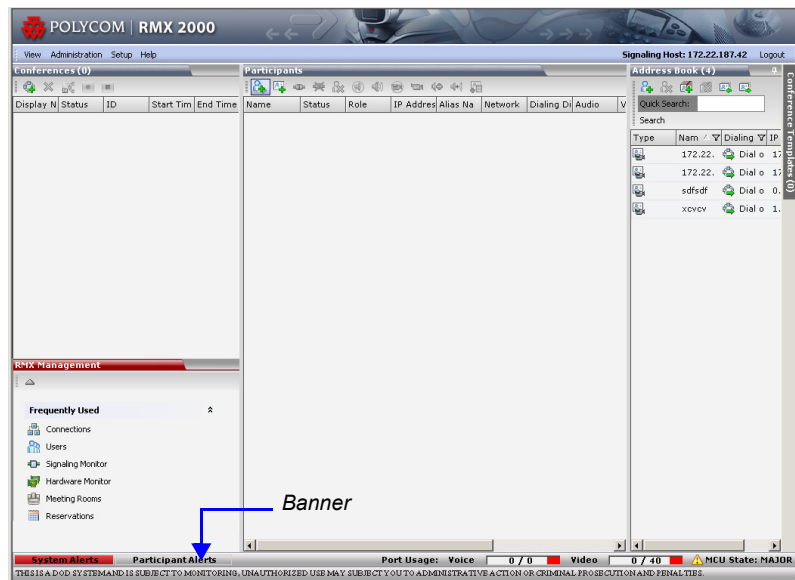 POLYCOM | RMX 2000
View Administration Setup Help
Signaling Host: 172.22.187.42 Logout
Conferences (0)
Display N Status ID Start Tim End Time
Participants
Name Status Role IP Addres Alias Na Network Dialing Di Audio V
Address Book (4)
Quick Search:
Search
Type Nam Dialing IP
172.22. Dial o 17
172.22. Dial o 17
sdfsdf Dial o 0.
xcvcv Dial o 1.
Conference Templates (0)
RMX Management
Frequently Used
Connections
Users
Signaling Monitor
Hardware Monitor
Meeting Rooms
Reservations
Banner
System Alerts Participant Alerts Port Usage: Voice 0 / 0 Video 0 / 40 MCU State: MAJOR
THIS IS A DOD SYSTEM AND IS SUBJECT TO MONITORING, UNAUTHORIZED USE MAY SUBJECT YOU TO ADMINISTRATIVE ACTION OR CRIMINAL PROSECUTION AND PENALTIES.